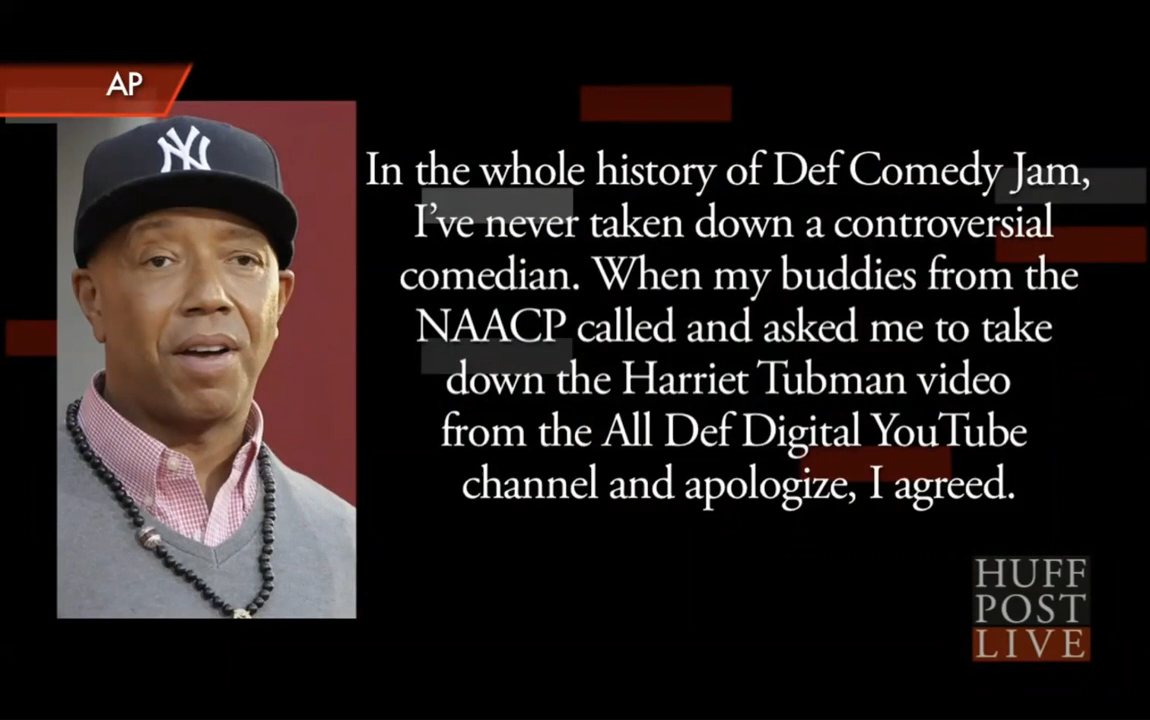 AP
NY
In the whole history of Def Comedy Jam,
I've never taken down a controversial
comedian. When my buddies from the
NAACP called and asked me to take
down the Harriet Tubman video
from the All Def Digital YouTube
channel and apologize, I agreed.
HUFF
POST
LIVE